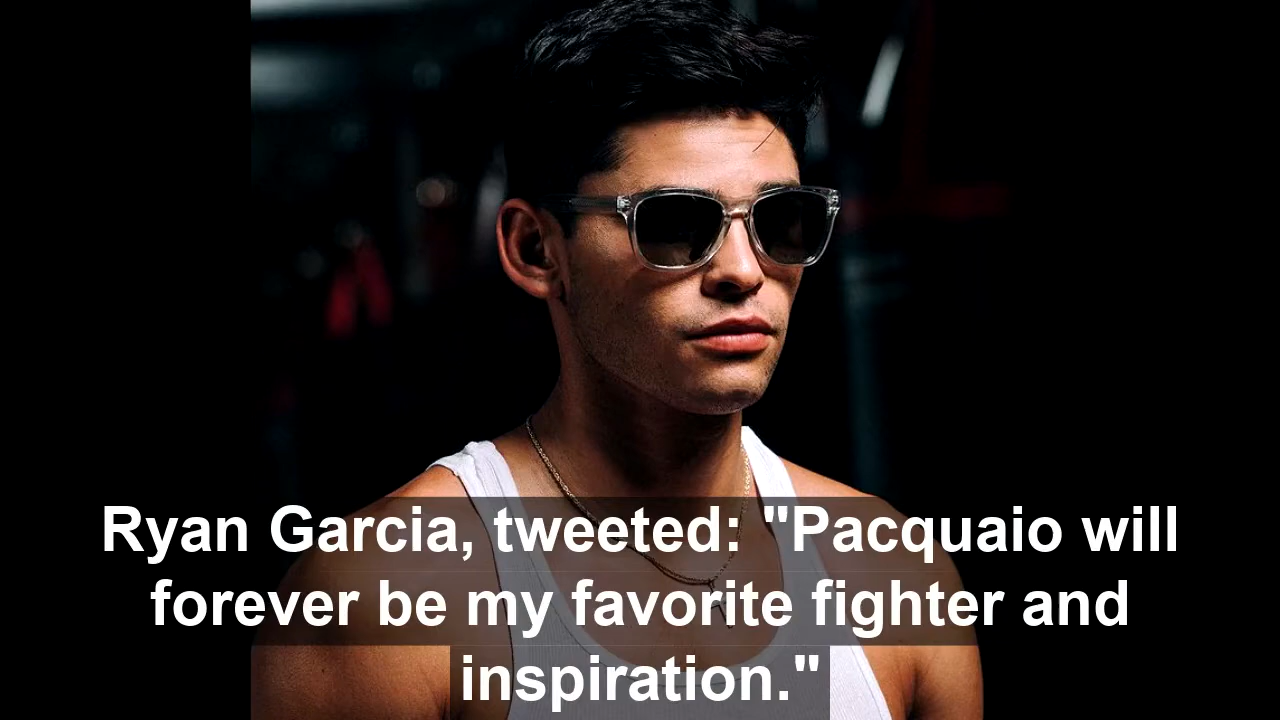 Ryan Garcia, tweeted: "Pacquaio will
forever be my favorite fighter and
inspiration."